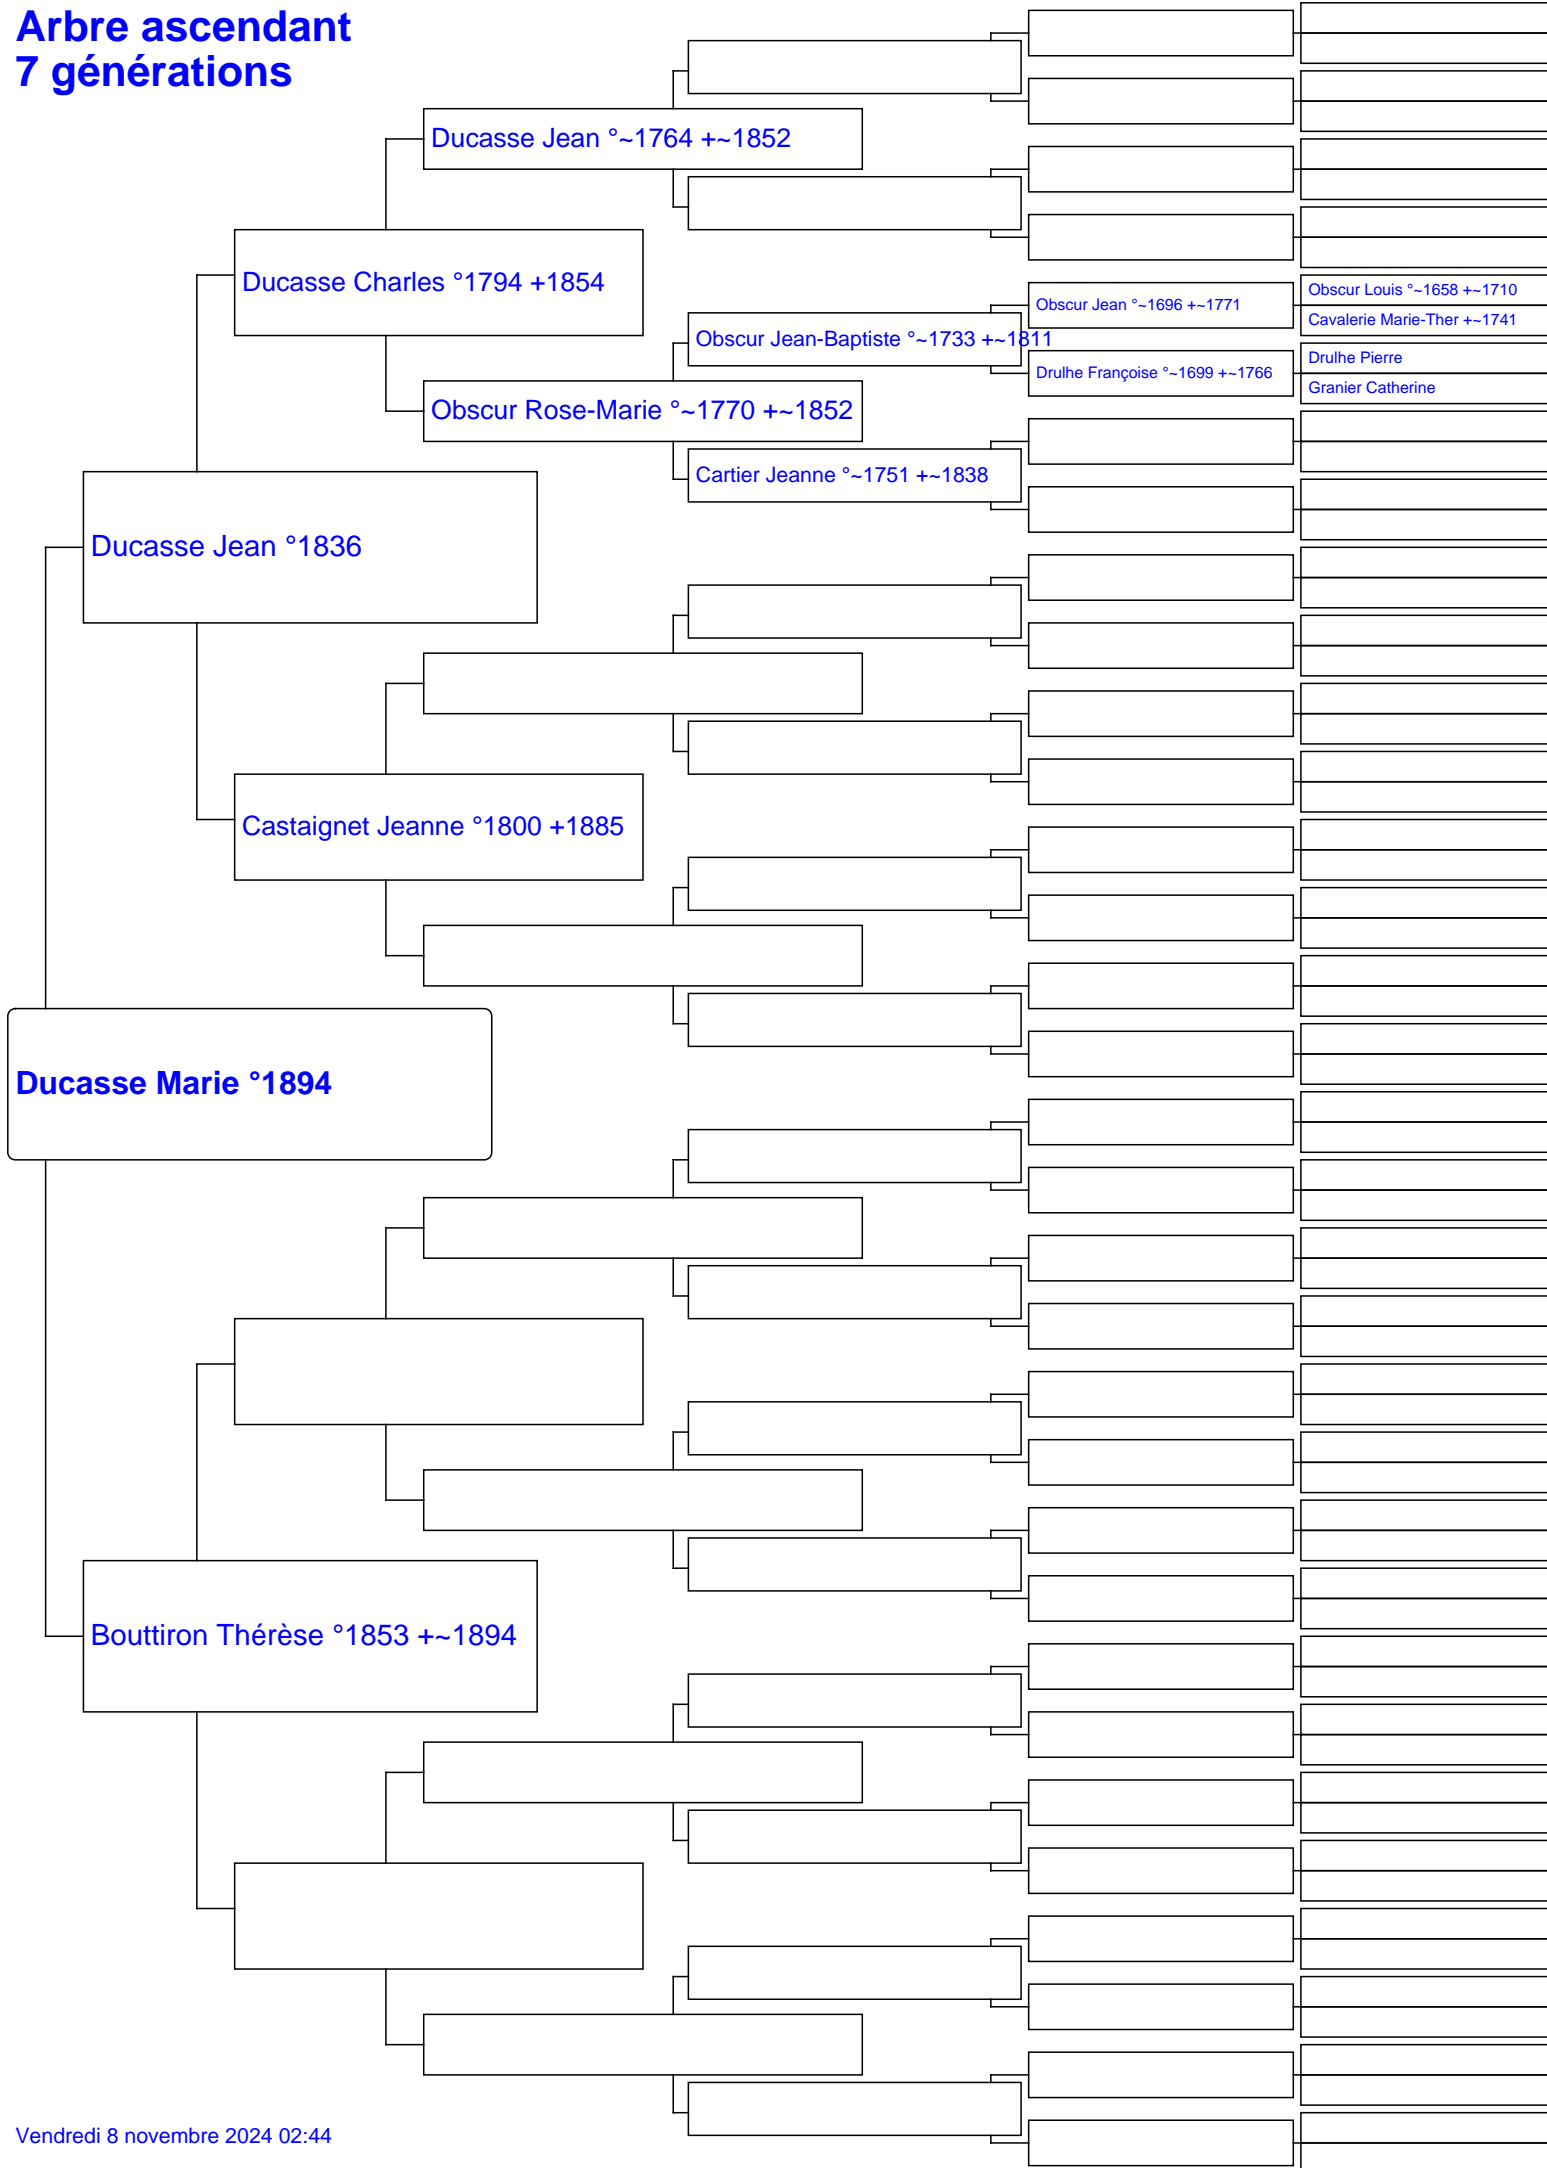 Arbre ascendant
7 générations
Ducasse Jean °~1764 +~1852
Ducasse Charles °1794 +1854
Obscur Louis °~1658 +~1710
Obscur Jean °~1696 +~1771
Cavalerie Marie-Ther +~1741
Obscur Jean-Baptiste °~1733 +~1811
Drulhe Pierre
Drulhe Françoise °~1699 +~1766
Granier Catherine
Obscur Rose-Marie °~1770 +~1852
Cartier Jeanne °~1751 +~1838
Ducasse Jean °1836
Castaignet Jeanne °1800 +1885
Ducasse Marie °1894
Bouttiron Thérèse °1853 +~1894
Vendredi 8 novembre 2024 02:44